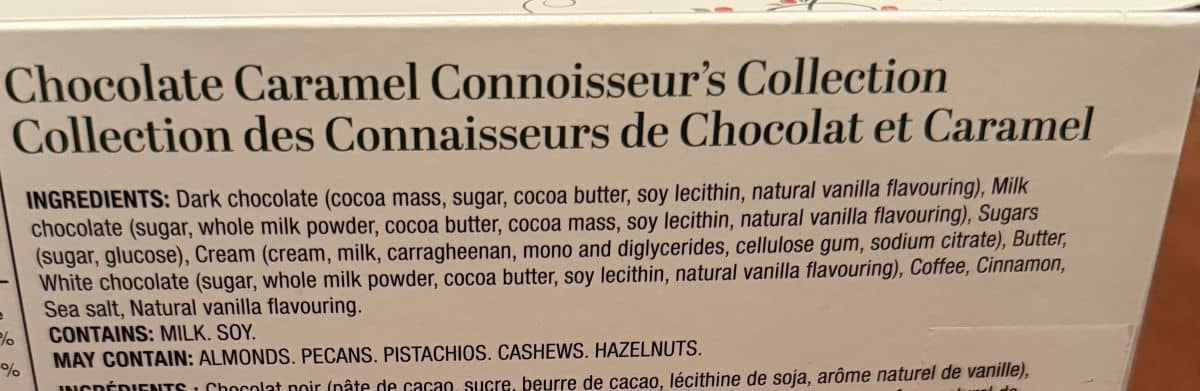 Chocolate Caramel Connoisseur's Collection
Collection des Connaisseurs de Chocolat et Caramel
INGREDIENTS: Dark chocolate (cocoa mass, sugar, cocoa butter, soy lecithin, natural vanilla flavouring), Milk
chocolate (sugar, whole milk powder, cocoa butter, cocoa mass, soy lecithin, natural vanilla flavouring), Sugars
(sugar, glucose), Cream (cream, milk, carragheenan, mono and diglycerides, cellulose gum, sodium citrate), Butter,
White chocolate (sugar, whole milk powder, cocoa butter, soy lecithin, natural vanilla flavouring), Coffee, Cinnamon,
Sea salt, Natural vanilla flavouring.
CONTAINS: MILK. SOY.
%
MAY CONTAIN: ALMONDS. PECANS. PISTACHIOS. CASHEWS. HAZELNUTS.
%
INGRÉDIENTS : Chocolat noir (pâte de cacao, sucre, beurre de cacao, lécithine de soja, arôme naturel de vanille),